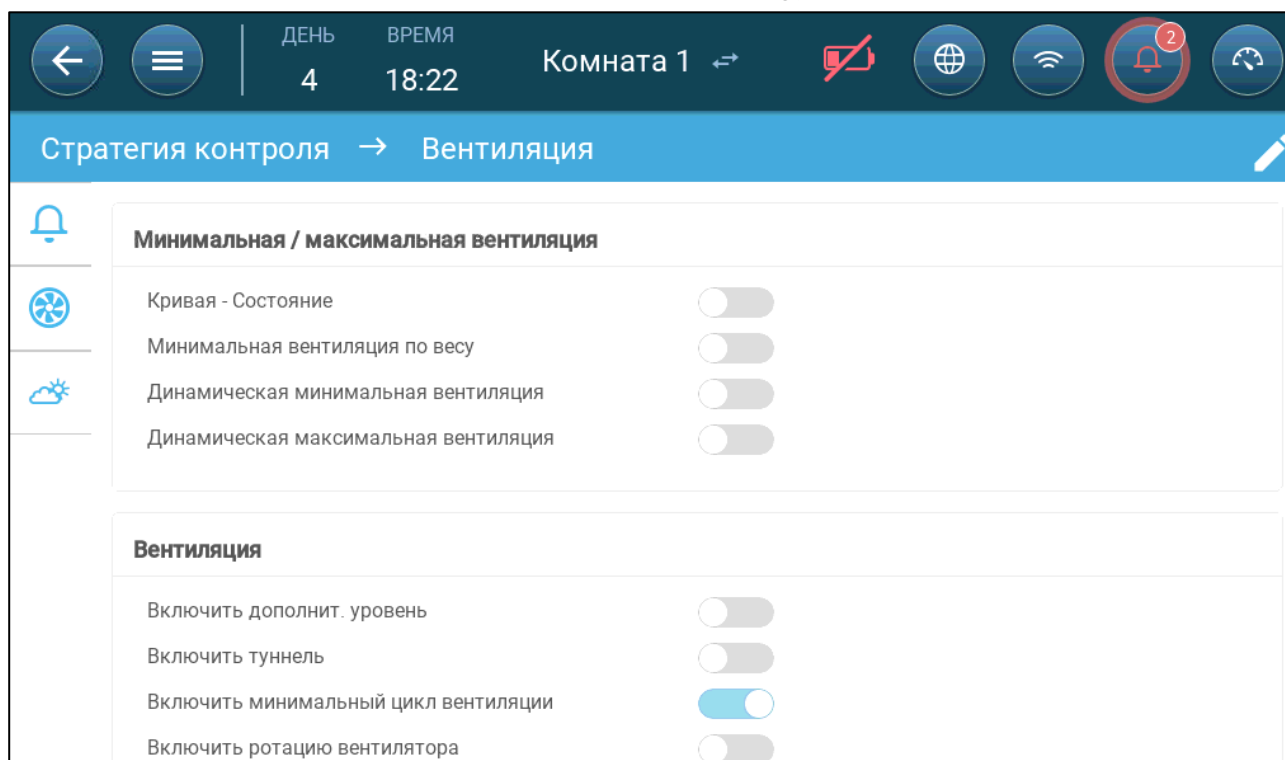 ДЕНЬ ВРЕМЯ
4 18:22 Комната 1 2
Стратегия контроля → Вентиляция
Минимальная / максимальная вентиляция
Кривая - Состояние
Минимальная вентиляция по весу
Динамическая минимальная вентиляция
Динамическая максимальная вентиляция
Вентиляция
Включить дополнит. уровень
Включить туннель
Включить минимальный цикл вентиляции
Включить ротацию вентилятора